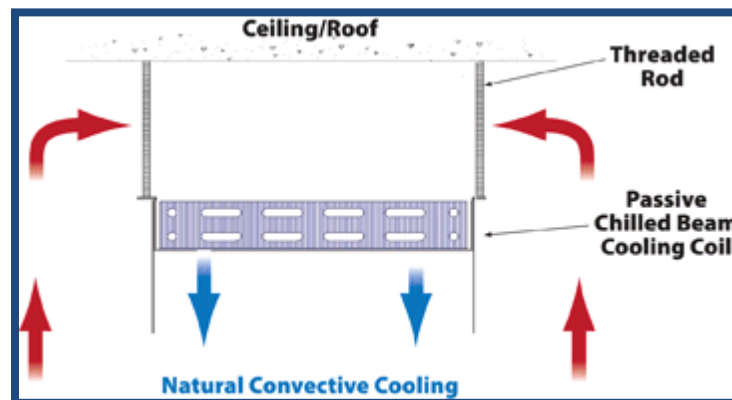 Ceiling/Roof
Threaded
Rod
Passive
Chilled Beam
Cooling Coil
Natural Convective Cooling